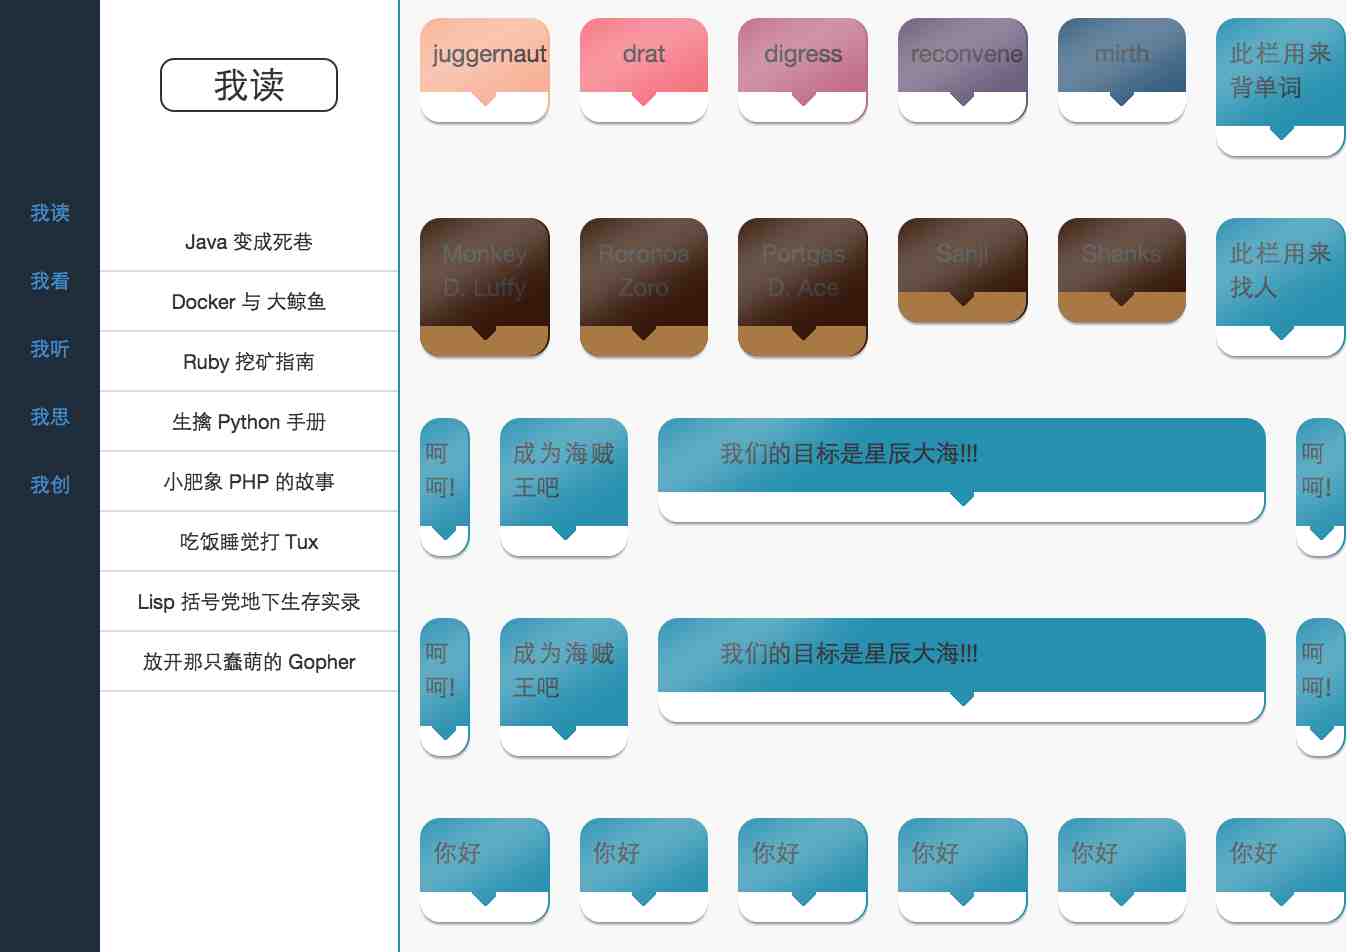 我读
我看
我听
我思
我创
我读
Java 变成死巷
Docker 与 大鲸鱼
Ruby 挖矿指南
生擒 Python 手册
小肥象 PHP 的故事
吃饭睡觉打 Tux
Lisp 括号党地下生存实录
放开那只蠢萌的 Gopher
juggernaut
drat
digress
reconvene
mirth
此栏用来
背单词
Monkey
D. Luffy
Roronoa
Zoro
Portgas
D. Ace
Sanji
Shanks
此栏用来
找人
呵
呵!
成为海贼
王吧
我们的目标是星辰大海!!!
呵
呵!
呵
呵!
成为海贼
王吧
我们的目标是星辰大海!!!
呵
呵!
你好
你好
你好
你好
你好
你好